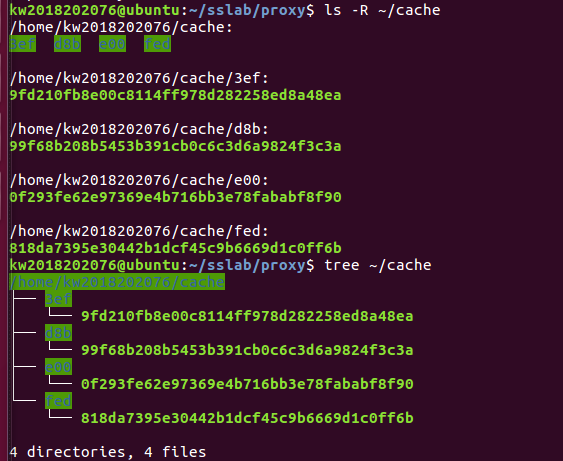 kw2018202076@ubuntu:~/sslab/proxy$ ls -R ~/cache
/home/kw2018202076/cache:
3ef  d8b  e00  fed

/home/kw2018202076/cache/3ef:
9fd210fb8e00c8114ff978d282258ed8a48ea

/home/kw2018202076/cache/d8b:
99f68b208b5453b391cb0c6c3d6a9824f3c3a

/home/kw2018202076/cache/e00:
0f293fe62e97369e4b716bb3e78fababf8f90

/home/kw2018202076/cache/fed:
818da7395e30442b1dcf45c9b6669d1c0ff6b
kw2018202076@ubuntu:~/sslab/proxy$ tree ~/cache
/home/kw2018202076/cache
├── 3ef
│   └── 9fd210fb8e00c8114ff978d282258ed8a48ea
├── d8b
│   └── 99f68b208b5453b391cb0c6c3d6a9824f3c3a
├── e00
│   └── 0f293fe62e97369e4b716bb3e78fababf8f90
└── fed
    └── 818da7395e30442b1dcf45c9b6669d1c0ff6b

4 directories, 4 files